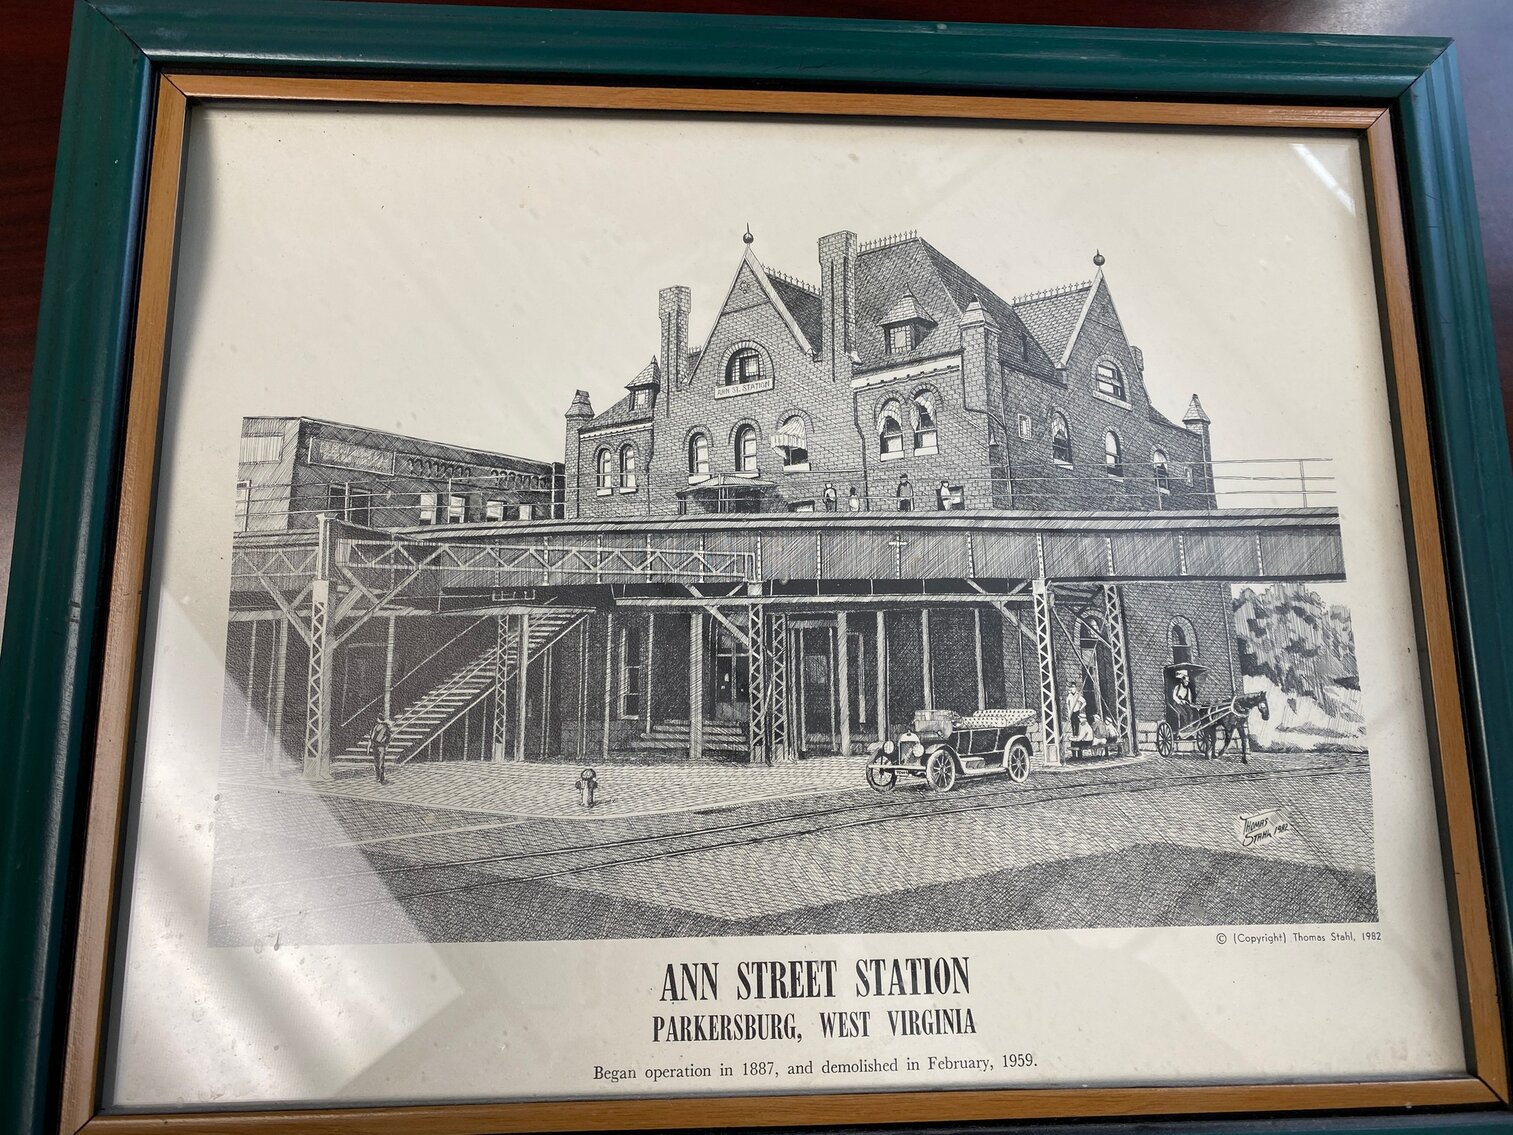 ANN ST. STATION
THOMAS
STAHL 1982
© (Copyright) Thomas Stahl, 1982
ANN STREET STATION
PARKERSBURG, WEST VIRGINIA
Began operation in 1887, and demolished in February, 1959.